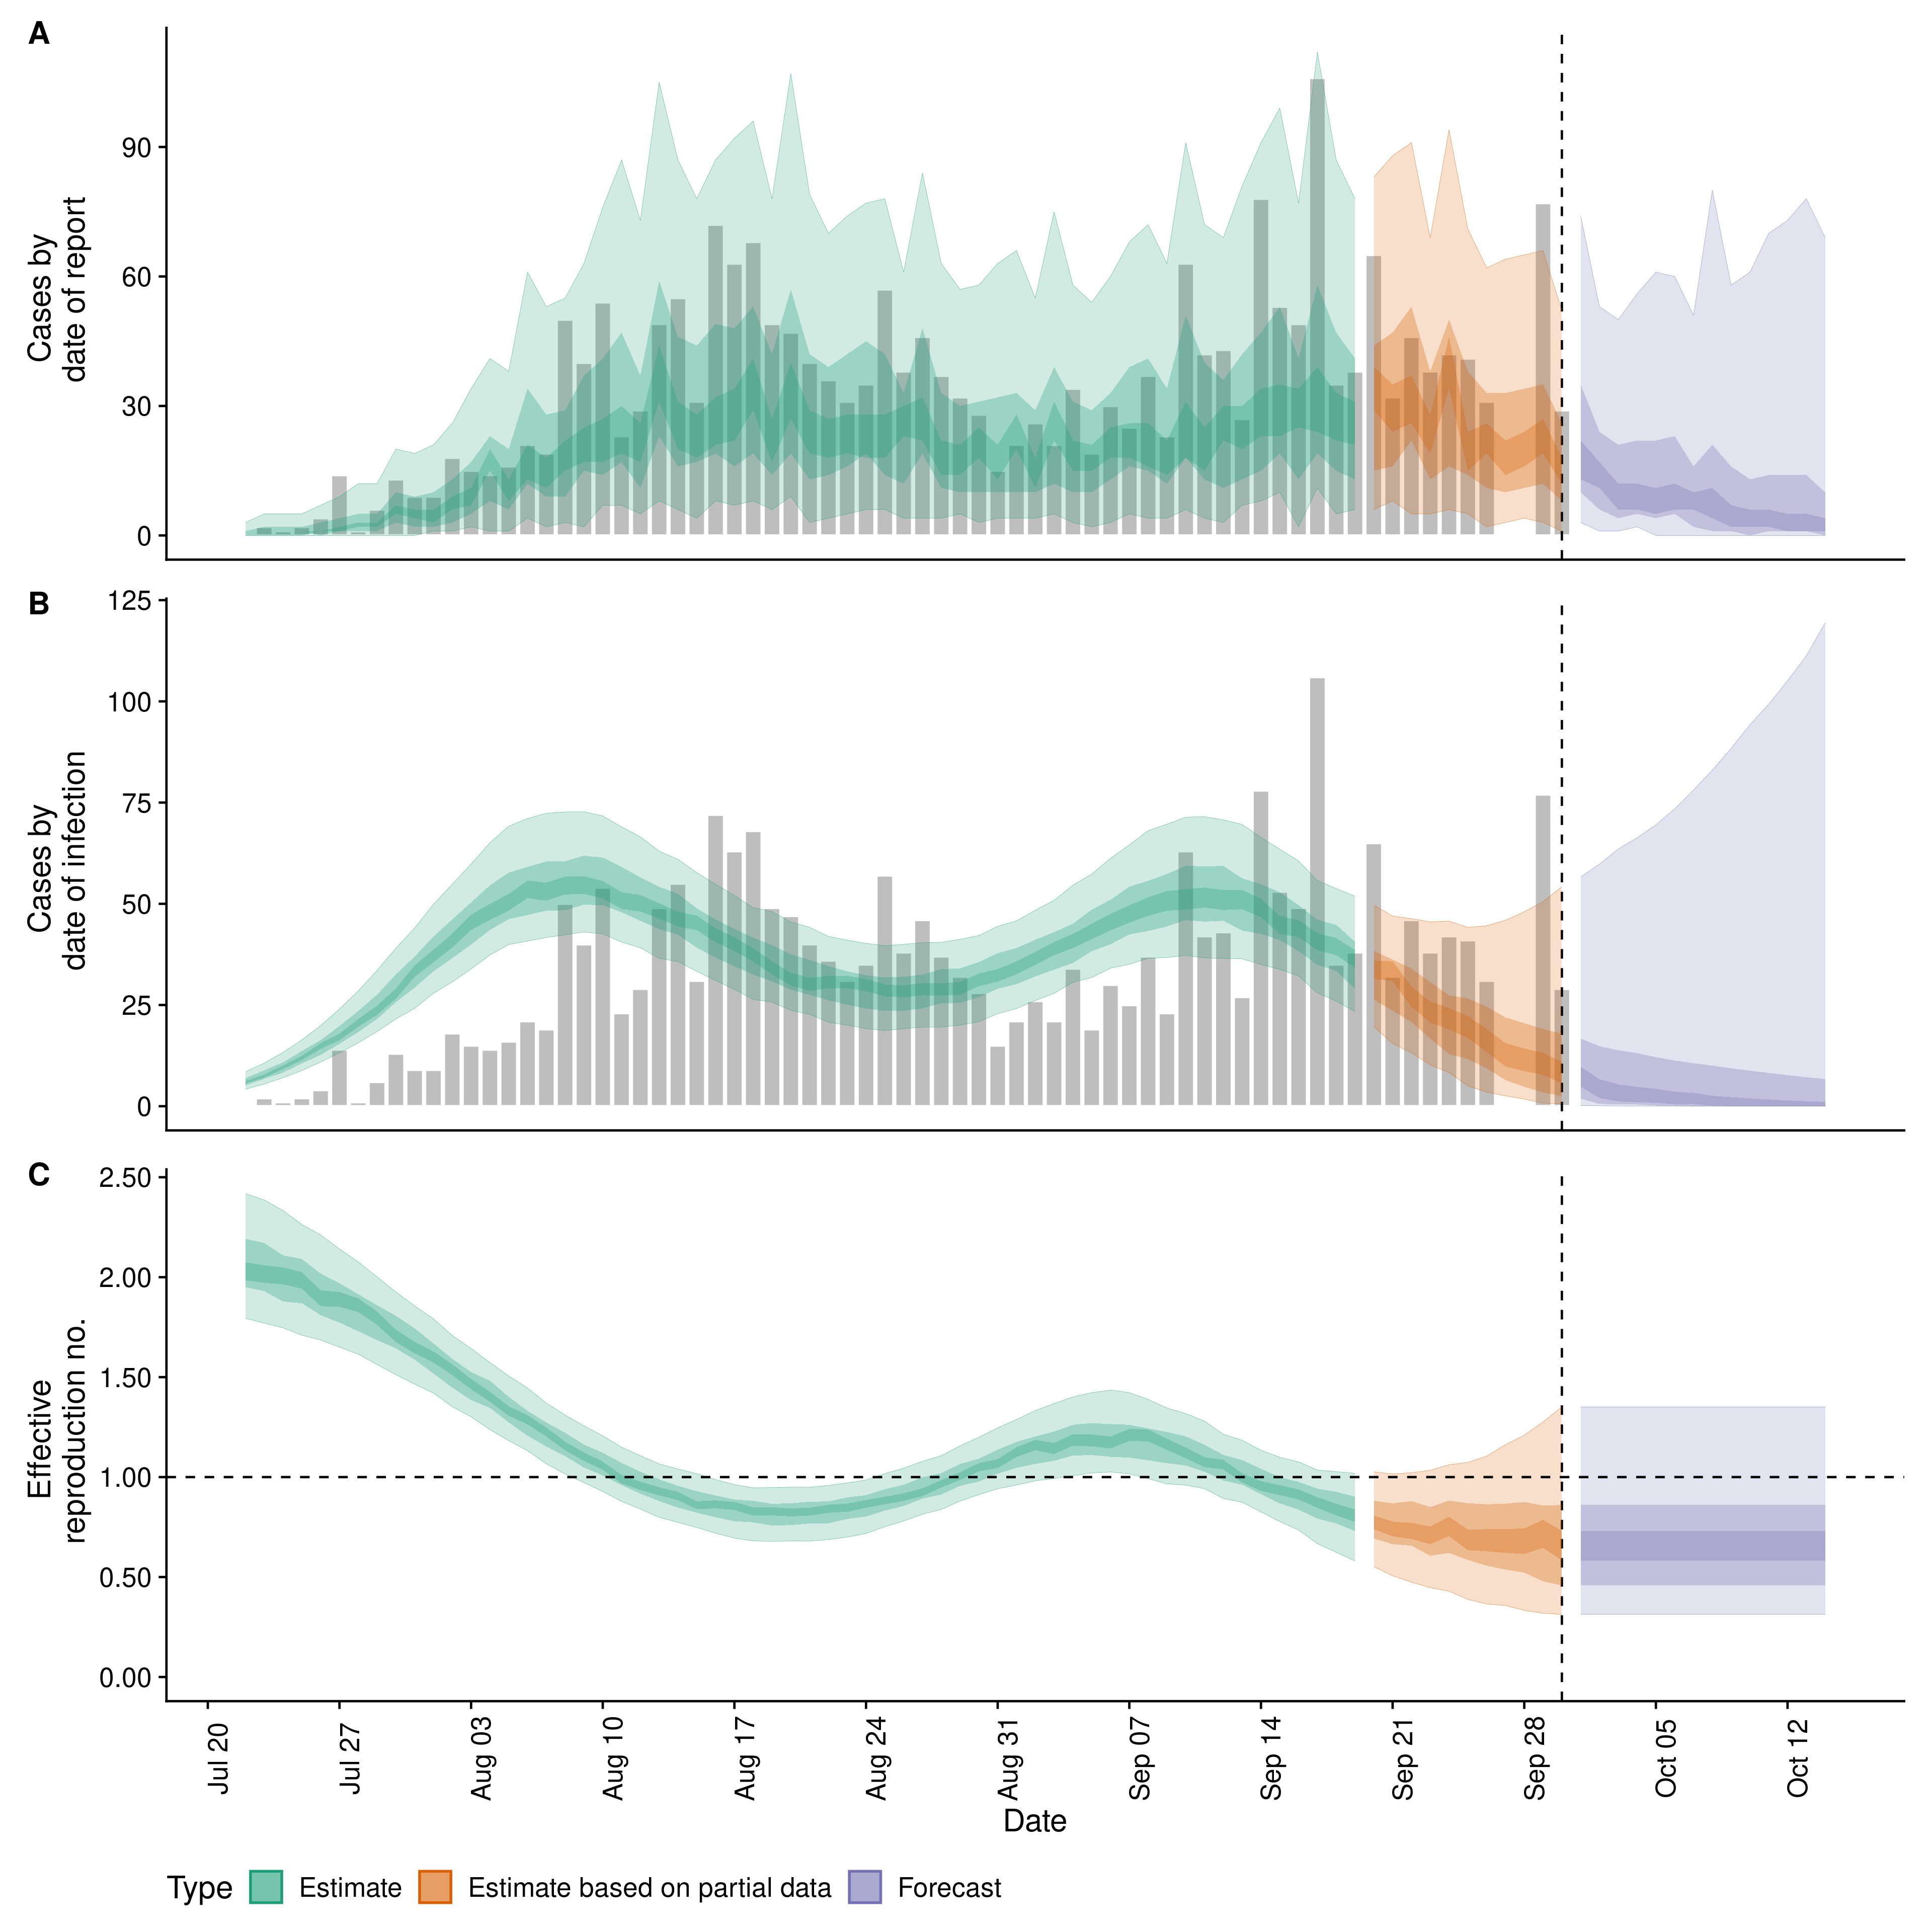 A
Cases by
date of report
90
60
30
0
B
Cases by
date of infection
125
100
75
50
25
0
C
Effective
reproduction no.
2.50
2.00
1.50
1.00
0.50
0.00
Jul 20
Jul 27
Aug 03
Aug 10
Aug 17
Aug 24
Aug 31
Sep 07
Sep 14
Sep 21
Sep 28
Oct 05
Oct 12
Date
Type Estimate Estimate based on partial data Forecast